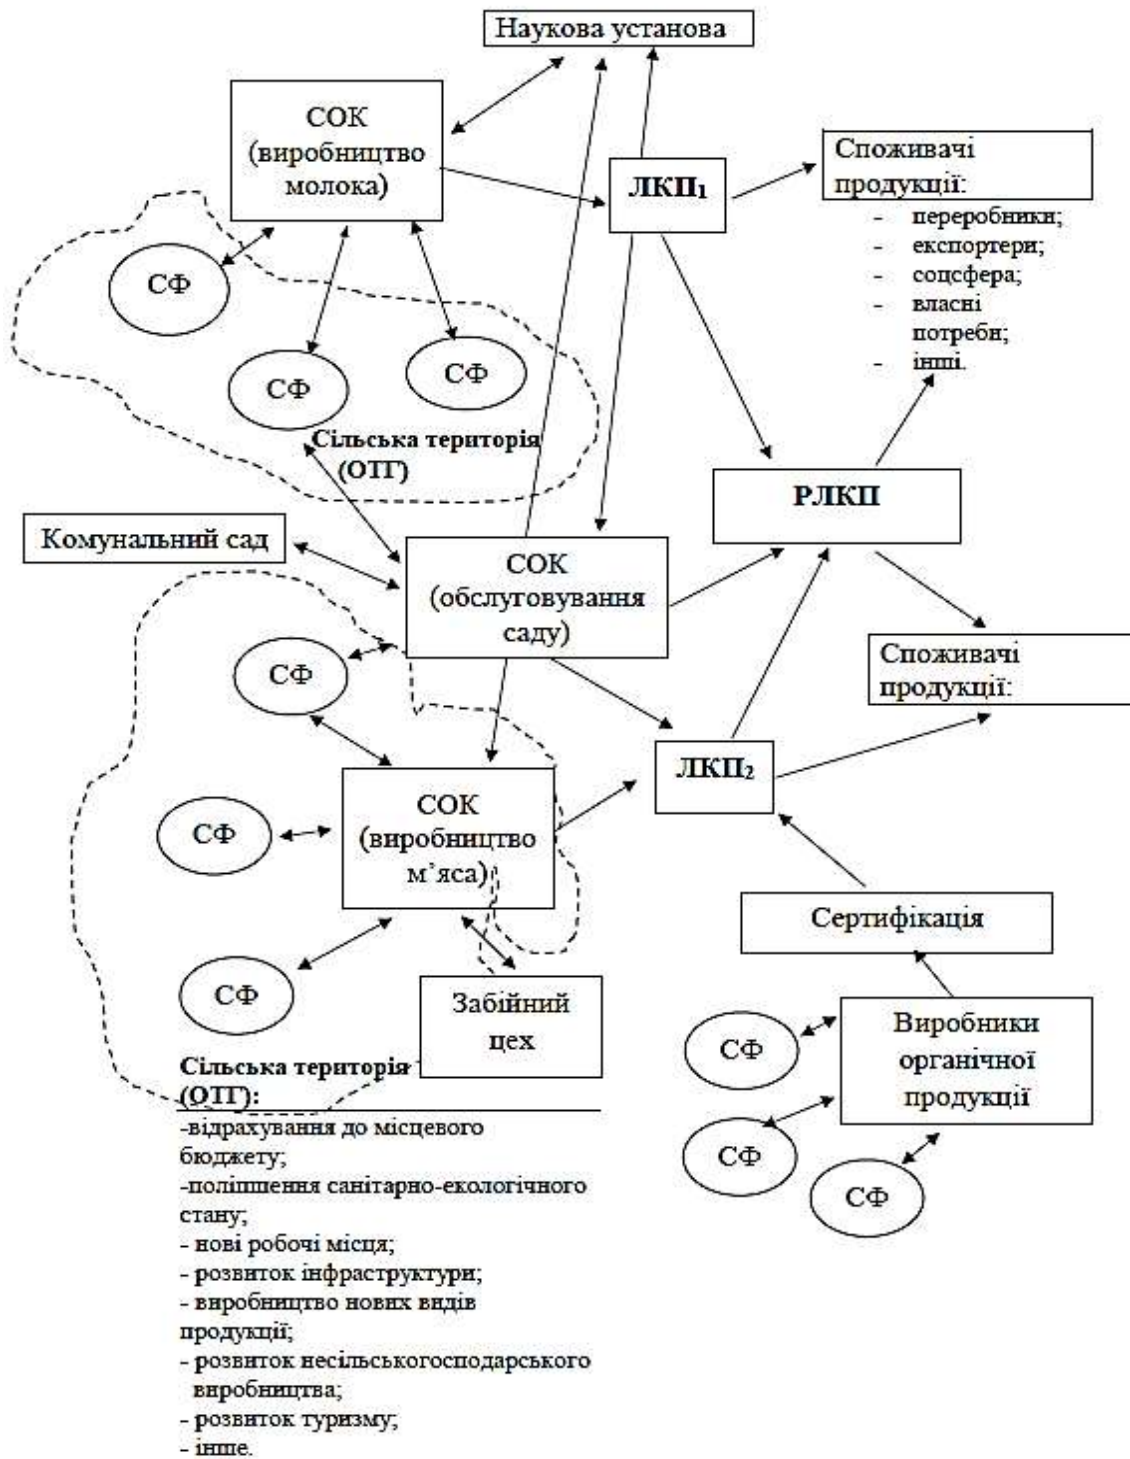 Наукова установа
СОК
(виробництво
молока)
ЛКП₁
Споживачі
продукції:
- переробники;
- експортери;
- соцсфера;
- власні
потреби;
- інші.
СФ
СФ
СФ
Сільська територія
(ОТГ)
РЛКП
Комунальний сад
СОК
(обслуговування
саду)
Споживачі
продукції:
СФ
ЛКП₂
СОК
(виробництво
м’яса)
СФ
Сертифікація
СФ
Забійний
цех
Виробники
органічної
продукції
СФ
СФ
СФ
Сільська територія
(ОТГ):
-відрахування до місцевого
бюджету;
-поліпшення санітарно-екологічного
стану;
- нові робочі місця;
- розвиток інфраструктури;
- виробництво нових видів
продукції;
- розвиток несільськогосподарського
виробництва;
- розвиток туризму;
- інше.